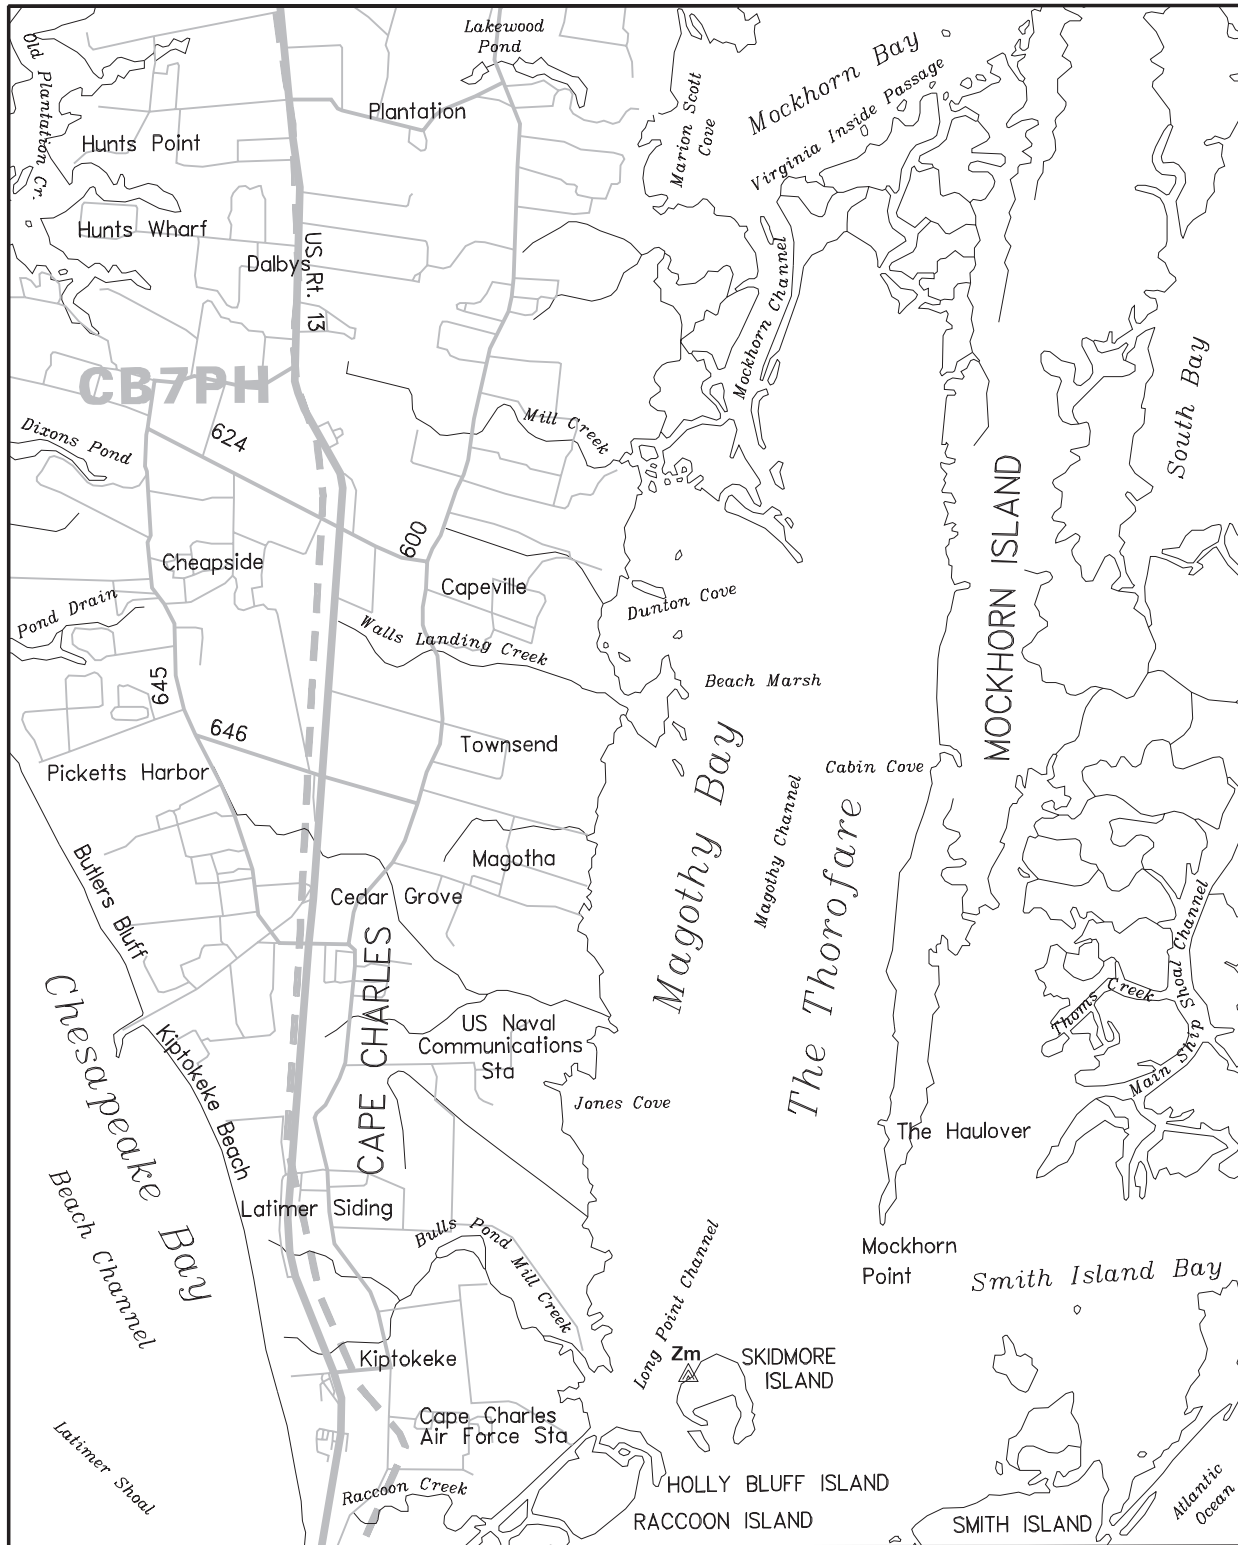 Lakewood
Pond
Old Plantation Cr.
Plantation
Hunts Point
Marion Scott
Cove
Mockhorn Bay
Virginia Inside Passage
Hunts Wharf
Dalbys
US Rt. 13
Mockhorn Channel
South Bay
CB7PH
Dixons Pond
624
Mill Creek
600
Cheapside
Capeville
MOCKHORN ISLAND
Pond Drain
Dunton Cove
Walls Landing Creek
645
Beach Marsh
646
Townsend
Picketts Harbor
Magothy Bay
Cabin Cove
Magothy Channel
The Thorofare
Butlers Bluff
Magotha
Cedar Grove
CAPE CHARLES
Main Ship Shoal Channel
Thoms Creek
Chesapeake Bay
Kiptokeke Beach
US Naval
Communications
Sta
Jones Cove
The Haulover
Beach Channel
Latimer Siding
Bulls Pond Mill Creek
Long Point Channel
Mockhorn
Point
Smith Island Bay
Kiptokeke
Zm
SKIDMORE
ISLAND
Cape Charles
Air Force Sta
Latimer Shoal
Raccoon Creek
HOLLY BLUFF ISLAND
RACCOON ISLAND
SMITH ISLAND
Atlantic
Ocean